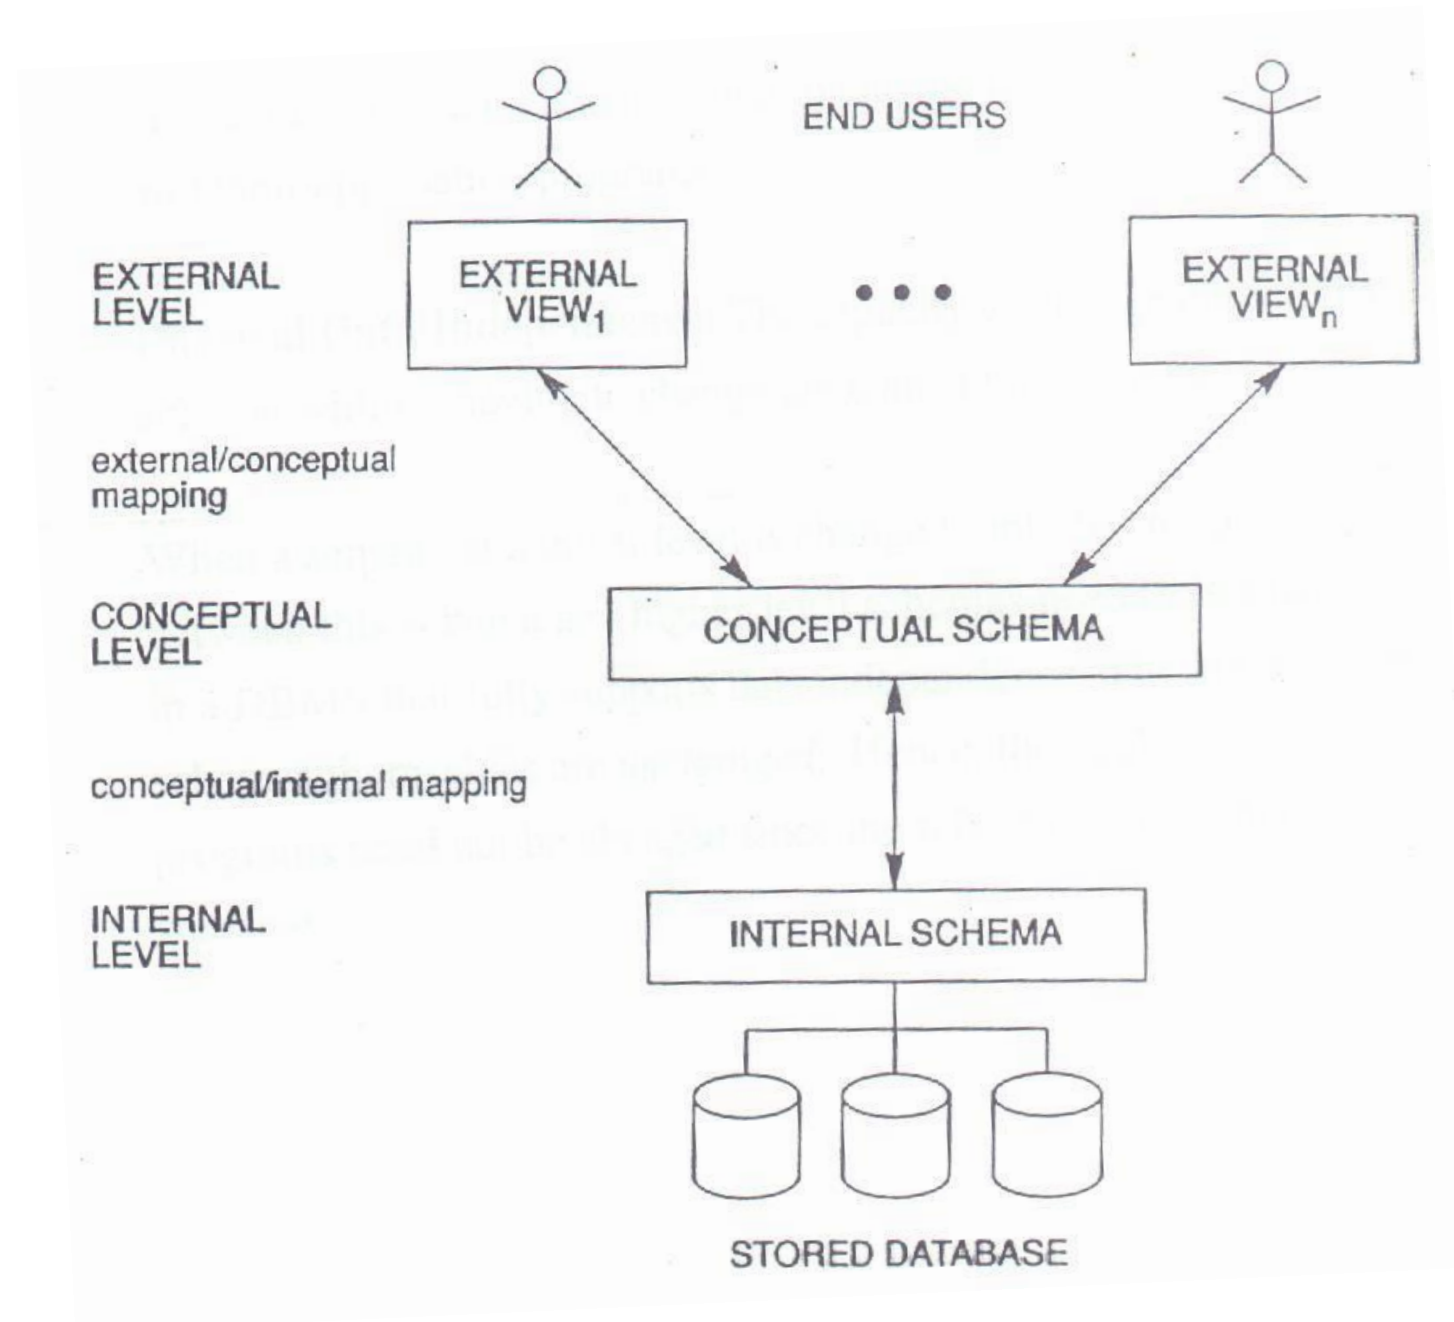 END USERS
EXTERNAL
LEVEL
EXTERNAL
VIEW1
EXTERNAL
VIEWn
external/conceptual
mapping
CONCEPTUAL
LEVEL
CONCEPTUAL SCHEMA
conceptual/internal mapping
INTERNAL
LEVEL
INTERNAL SCHEMA
STORED DATABASE